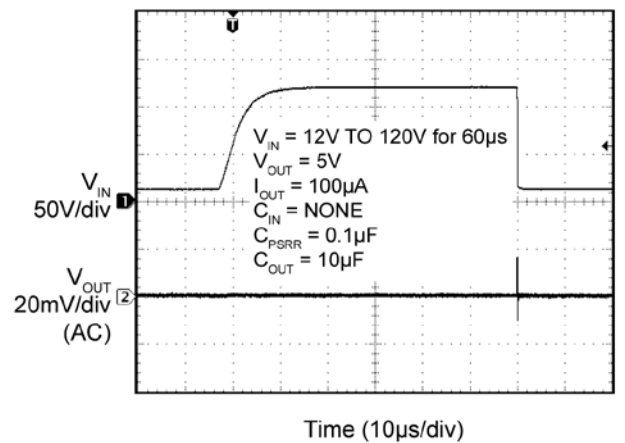 T
V_IN = 12V TO 120V for 60µs
V_OUT = 5V
I_OUT = 100µA
C_IN = NONE
C_PSRR = 0.1µF
C_OUT = 10µF
V_IN
50V/div
1
V_OUT
20mV/div
2
(AC)
Time (10µs/div)